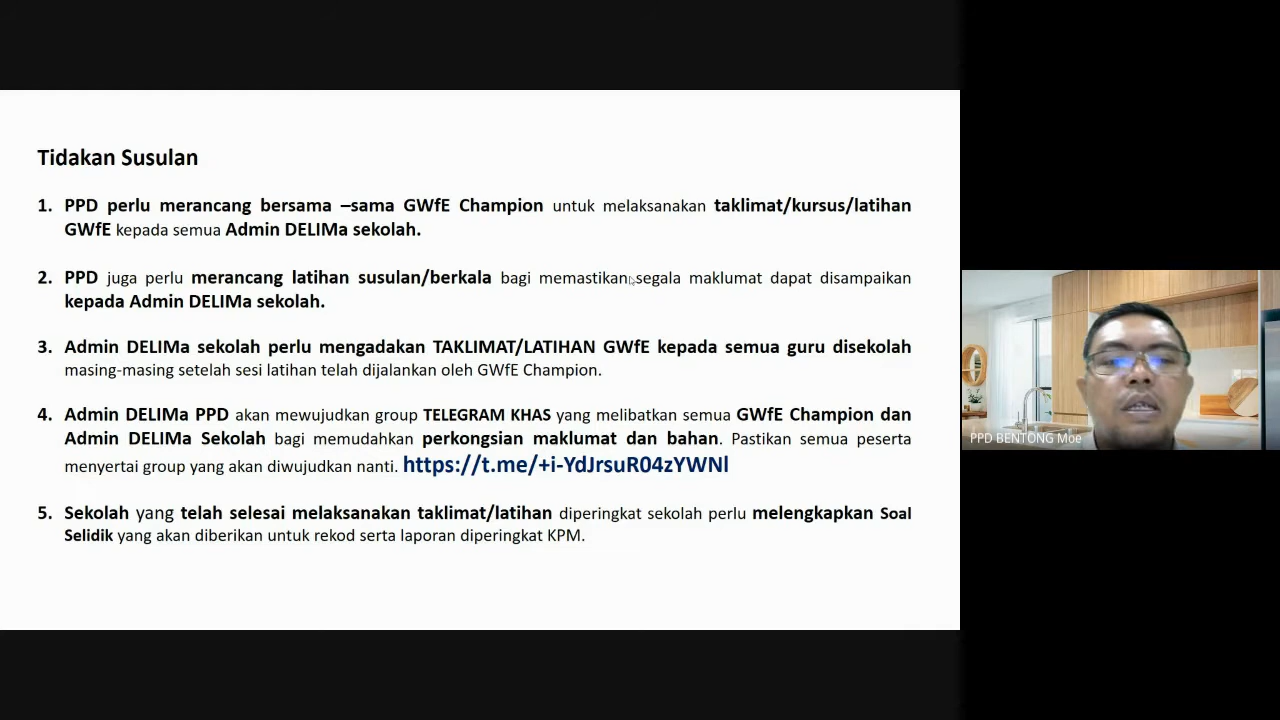 Tidakan Susulan
1. PPD perlu merancang bersama –sama GWfE Champion untuk melaksanakan taklimat/kursus/latihan
GWfE kepada semua Admin DELIMa sekolah.
2. PPD juga perlu merancang latihan susulan/berkala bagi memastikan segala maklumat dapat disampaikan
kepada Admin DELIMa sekolah.
3. Admin DELIMa sekolah perlu mengadakan TAKLIMAT/LATIHAN GWfE kepada semua guru disekolah
masing-masing setelah sesi latihan telah dijalankan oleh GWfE Champion.
4. Admin DELIMa PPD akan mewujudkan group TELEGRAM KHAS yang melibatkan semua GWfE Champion dan
Admin DELIMa Sekolah bagi memudahkan perkongsian maklumat dan bahan. Pastikan semua peserta
menyertai group yang akan diwujudkan nanti. https://t.me/+i-YdJrsuR04zYWNl
5. Sekolah yang telah selesai melaksanakan taklimat/latihan diperingkat sekolah perlu melengkapkan Soal
Selidik yang akan diberikan untuk rekod serta laporan diperingkat KPM.
PPD BENTONG Moe